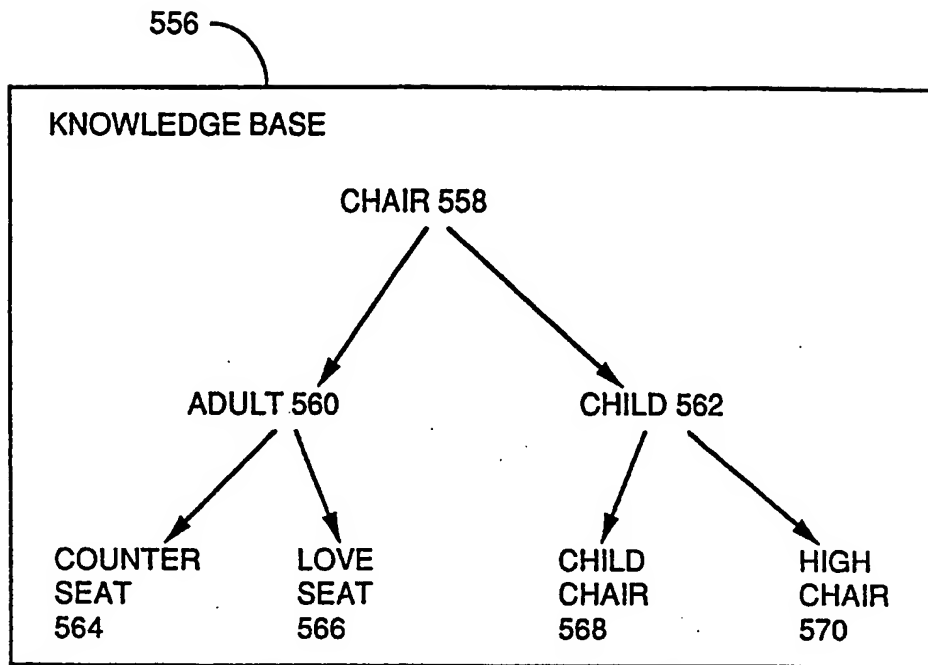 556
KNOWLEDGE BASE
CHAIR 558
ADULT 560
CHILD 562
COUNTER
SEAT
564
LOVE
SEAT
566
CHILD
CHAIR
568
HIGH
CHAIR
570